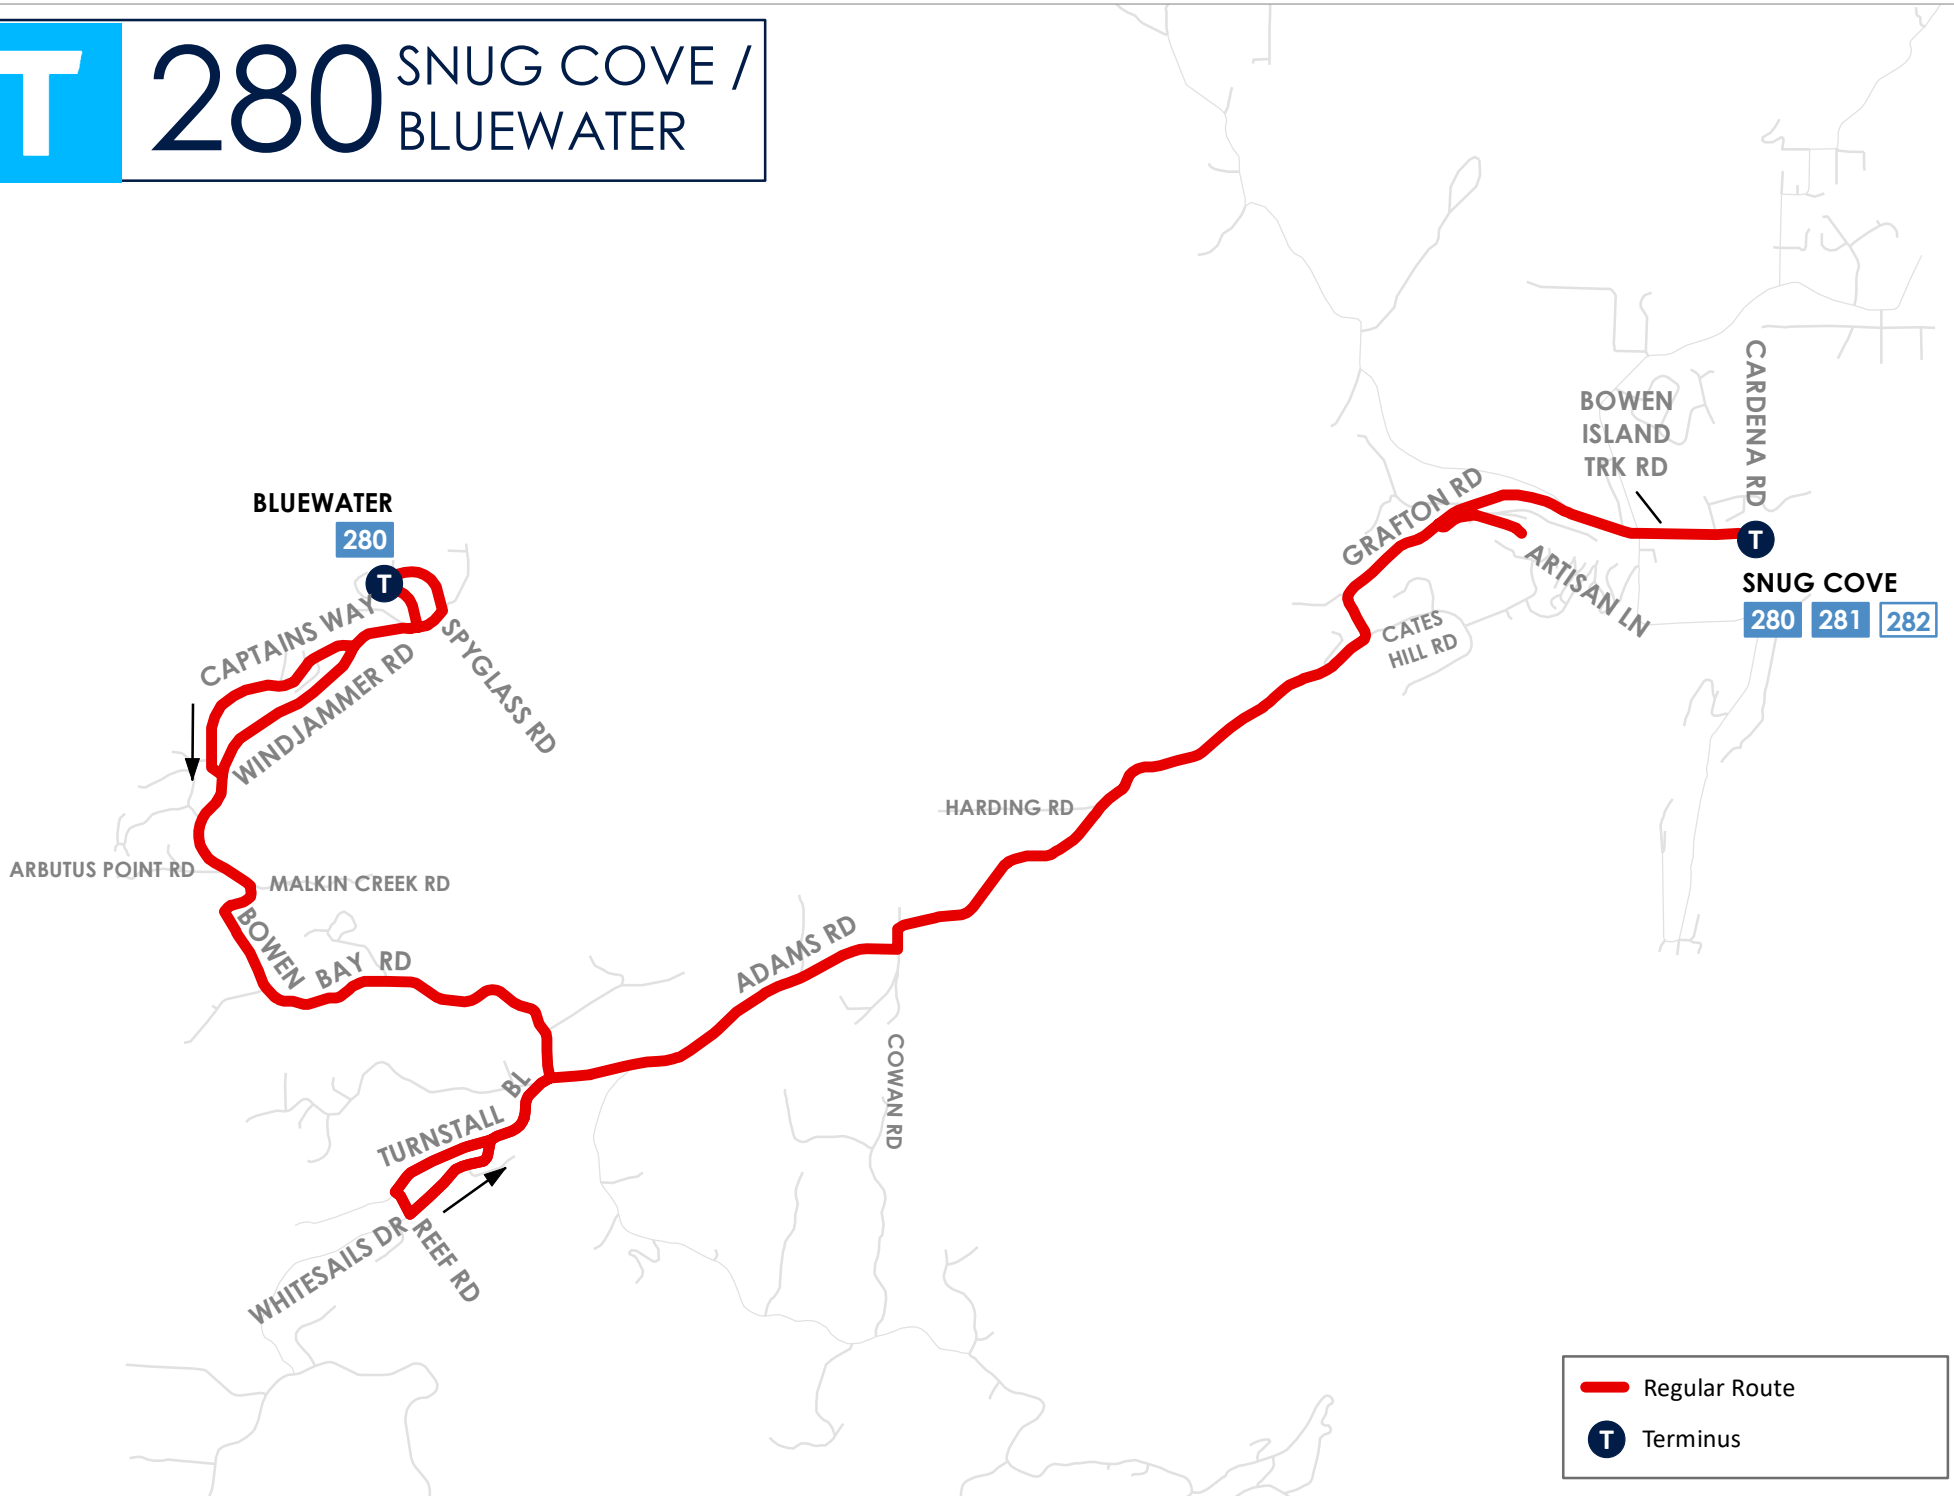 T
280
SNUG COVE /
BLUEWATER
CARDENA RD
BOWEN
ISLAND
TRK RD
GRAFTON RD
ARTISAN LN
T
SNUG COVE
280 281 282
CATES
HILL RD
BLUEWATER
280
T
CAPTAINS WAY
SPYGLASS RD
WINDJAMMER RD
HARDING RD
ARBUTUS POINT RD
MALKIN CREEK RD
BOWEN BAY RD
ADAMS RD
COWAN RD
TURNSTALL BL
WHITESAILS DR
REEF RD
Regular Route
T Terminus